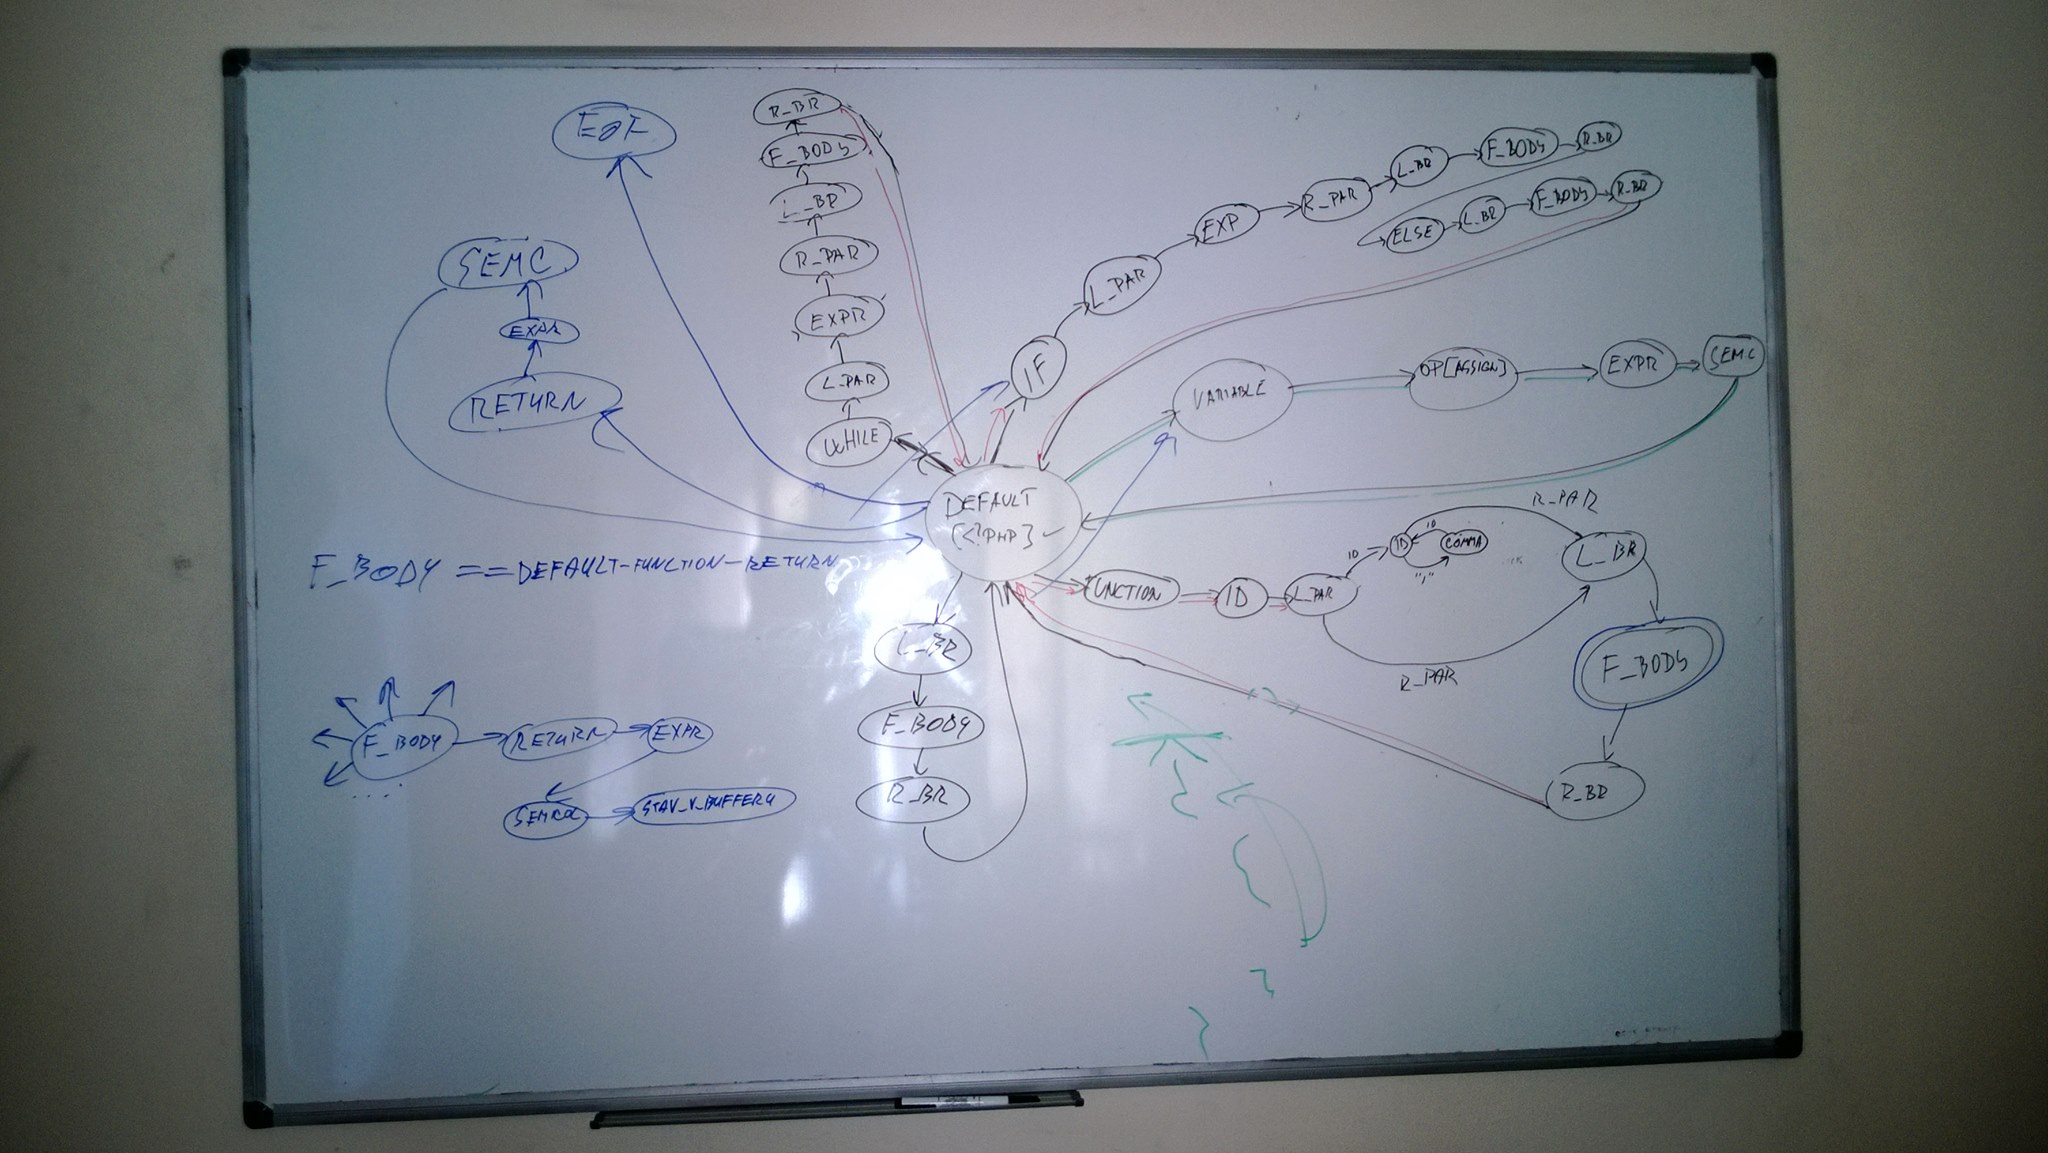 EOF
SEMC
EXPR
RETURN
R_BR
F_BODY
L_BR
R_PAR
EXPR
L_PAR
WHILE
IF
L_PAR
EXP
R_PAR
L_BR
F_BODY
R_BR
ELSE
L_BR
F_BODY
R_BR
VARIABLE
OP[ASSIGN]
EXPR
SEMC
DEFAULT
[<?PHP]
FUNCTION
ID
L_PAR
ID
ID
ID
COMMA
","
R_PAR
R_PAR
L_BR
F_BODY
R_BR
F_BODY == DEFAULT-FUNCTION-RETURN
L_BR
F_BODY
R_BR
F_BODY
RETURN
EXPR
STAV_V_BUFFERU
.....
}
}
}
}